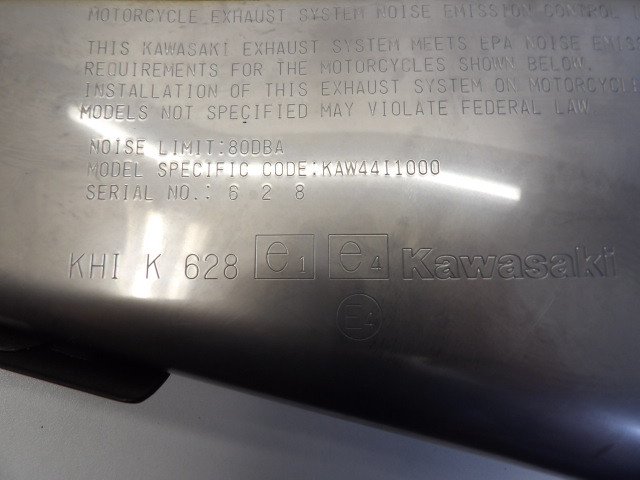 MOTORCYCLE EXHAUST SYSTEM NOISE EMISSION CONTROL
THIS KAWASAKI EXHAUST SYSTEM MEETS EPA NOISE EMISS
REQUIREMENTS FOR THE MOTORCYCLES SHOWN BELOW.
INSTALLATION OF THIS EXHAUST SYSTEM ON MOTORCYCL
MODELS NOT SPECIFIED MAY VIOLATE FEDERAL LAW.
NOISE LIMIT:80DBA
MODEL SPECIFIC CODE:KAW44I1000
SERIAL NO.: 6 2 8
KHI K 628 e1 e4 Kawasaki
E4